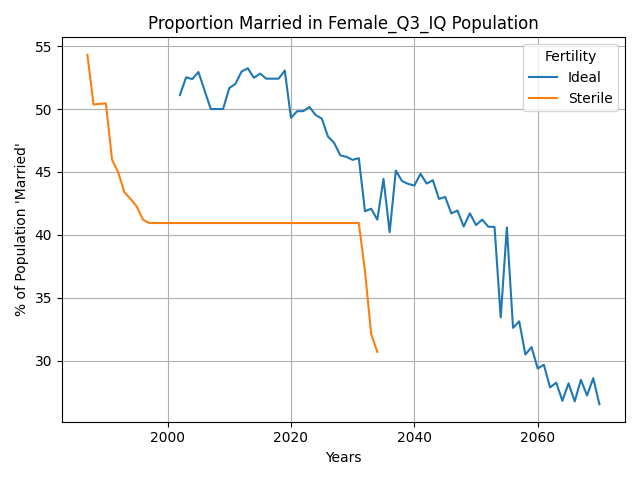 Proportion Married in Female_Q3_IQ Population
Fertility
Ideal
Sterile
% of Population 'Married'
55
50
45
40
35
30
2000
2020
2040
2060
Years